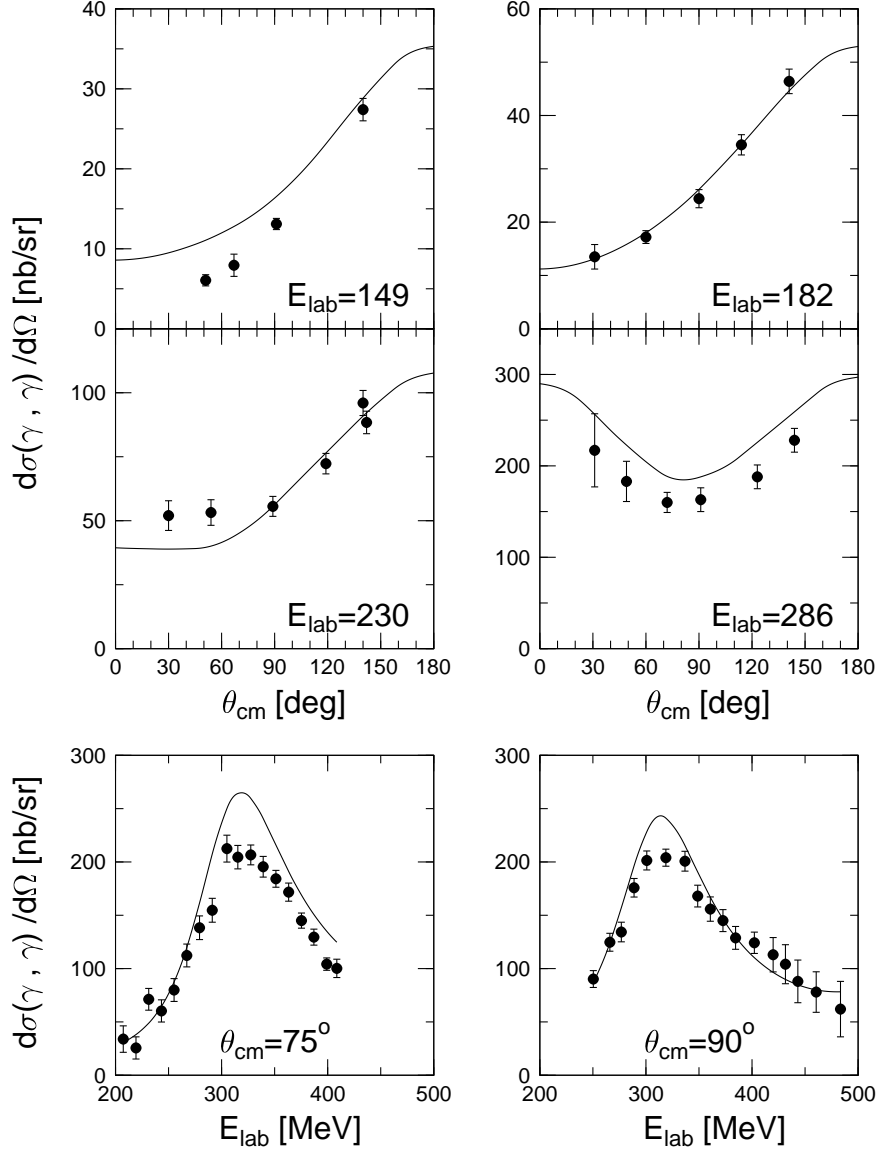 dσ(γ , γ) /dΩ [nb/sr]
40
30
20
10
0
E_lab=149
60
40
20
0
E_lab=182
100
50
0
E_lab=230
0 30 60 90 120 150 180
θ_cm [deg]
300
200
100
0
E_lab=286
0 30 60 90 120 150 180
θ_cm [deg]
dσ(γ , γ) /dΩ [nb/sr]
300
200
100
0
θ_cm=75°
200 300 400 500
E_lab [MeV]
300
200
100
0
θ_cm=90°
200 300 400 500
E_lab [MeV]